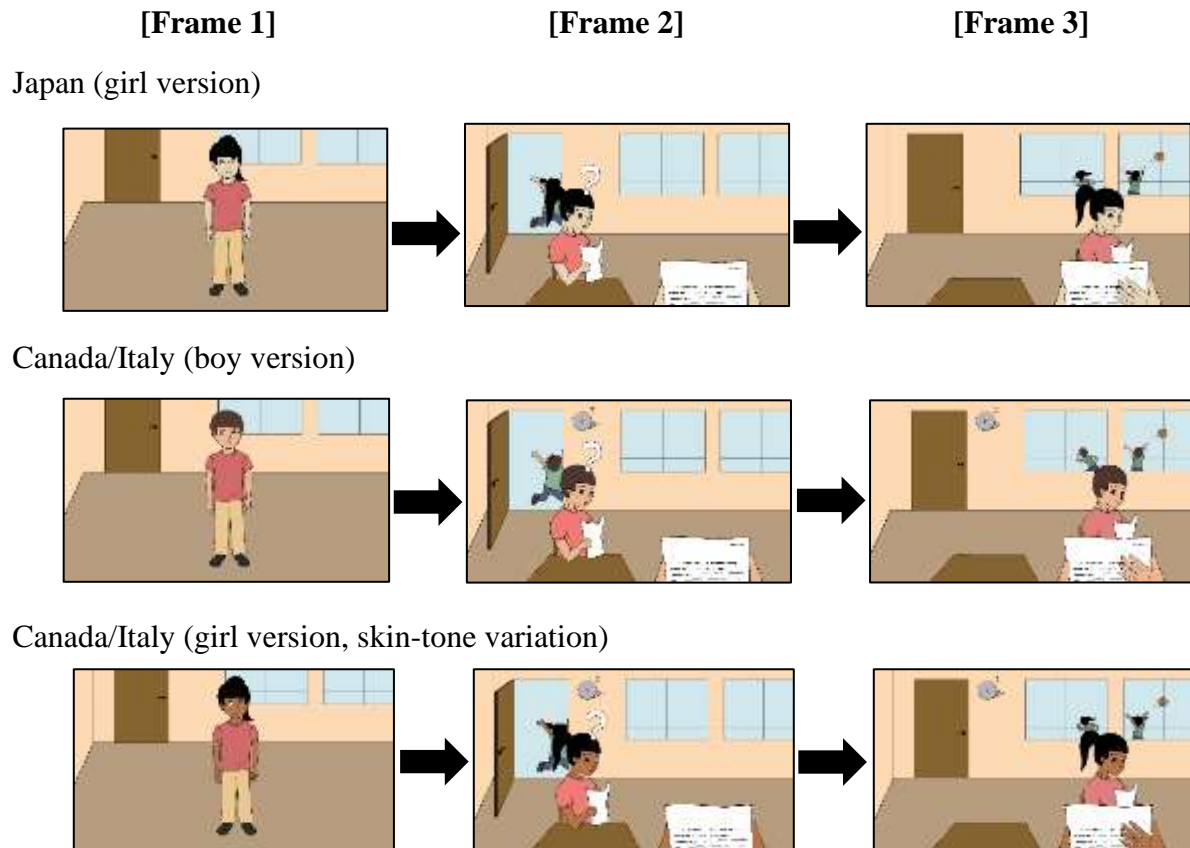 [Frame 1] [Frame 2] [Frame 3]
Japan (girl version)
?
Canada/Italy (boy version)
?
Canada/Italy (girl version, skin-tone variation)
?